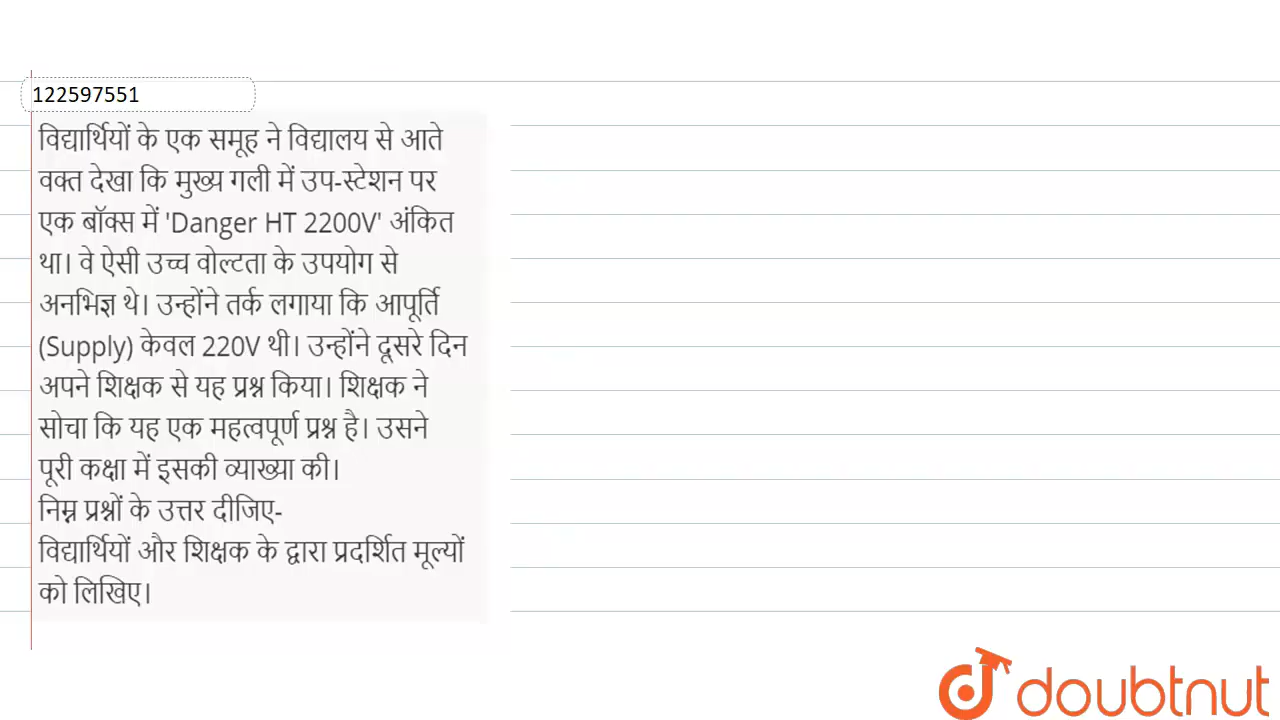 122597551
विद्यार्थियों के एक समूह ने विद्यालय से आते
वक्त देखा कि मुख्य गली में उप-स्टेशन पर
एक बॉक्स में 'Danger HT 2200V' अंकित
था। वे ऐसी उच्च वोल्टता के उपयोग से
अनभिज्ञ थे। उन्होंने तर्क लगाया कि आपूर्ति
(Supply) केवल 220V थी। उन्होंने दूसरे दिन
अपने शिक्षक से यह प्रश्न किया। शिक्षक ने
सोचा कि यह एक महत्वपूर्ण प्रश्न है। उसने
पूरी कक्षा में इसकी व्याख्या की।
निम्न प्रश्नों के उत्तर दीजिए-
विद्यार्थियों और शिक्षक के द्वारा प्रदर्शित मूल्यों
को लिखिए।
doubtnut